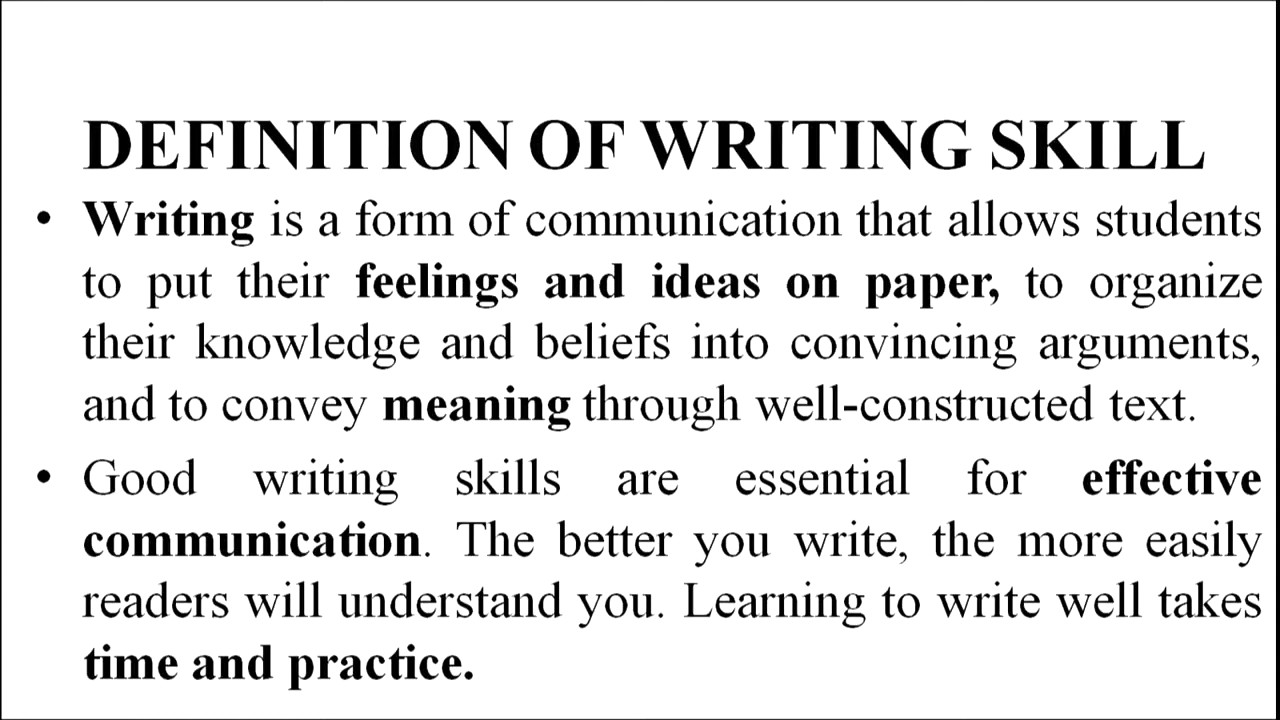 DEFINITION OF WRITING SKILL
• Writing is a form of communication that allows students
to put their feelings and ideas on paper, to organize
their knowledge and beliefs into convincing arguments,
and to convey meaning through well-constructed text.
• Good writing skills are essential for effective
communication. The better you write, the more easily
readers will understand you. Learning to write well takes
time and practice.